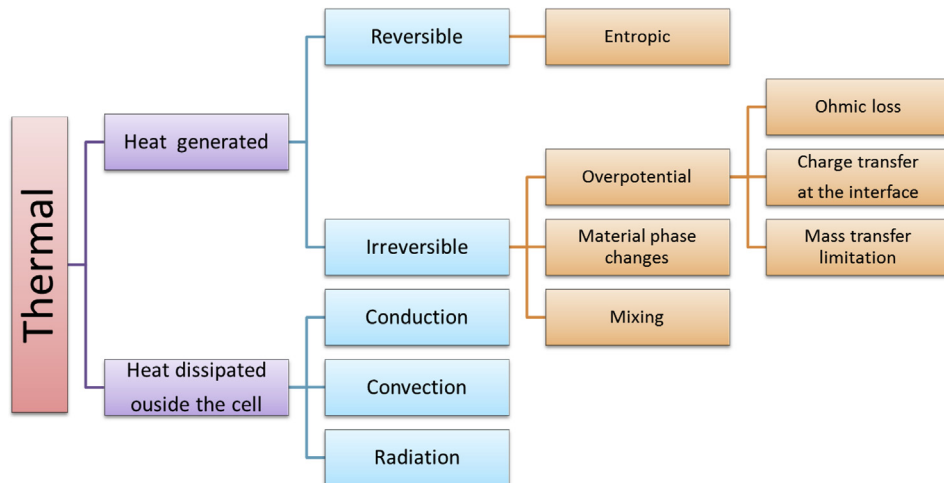 Thermal
Heat generated
Reversible
Entropic
Irreversible
Overpotential
Ohmic loss
Charge transfer
at the interface
Mass transfer
limitation
Material phase
changes
Mixing
Heat dissipated
ouside the cell
Conduction
Convection
Radiation